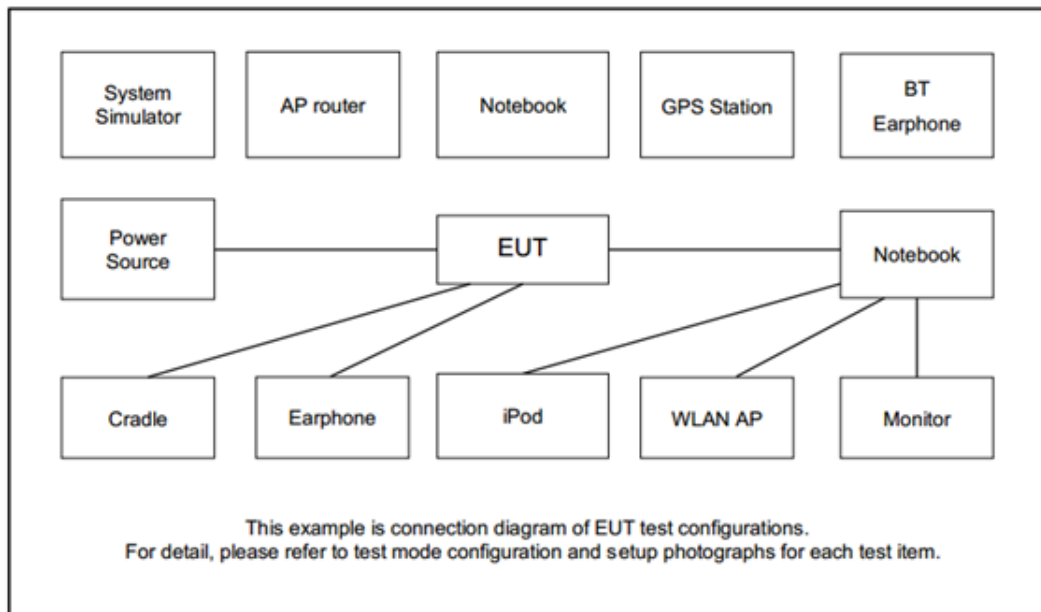 System
Simulator
AP router
Notebook
GPS Station
BT
Earphone
Power
Source
EUT
Notebook
Cradle
Earphone
iPod
WLAN AP
Monitor
This example is connection diagram of EUT test configurations.
For detail, please refer to test mode configuration and setup photographs for each test item.